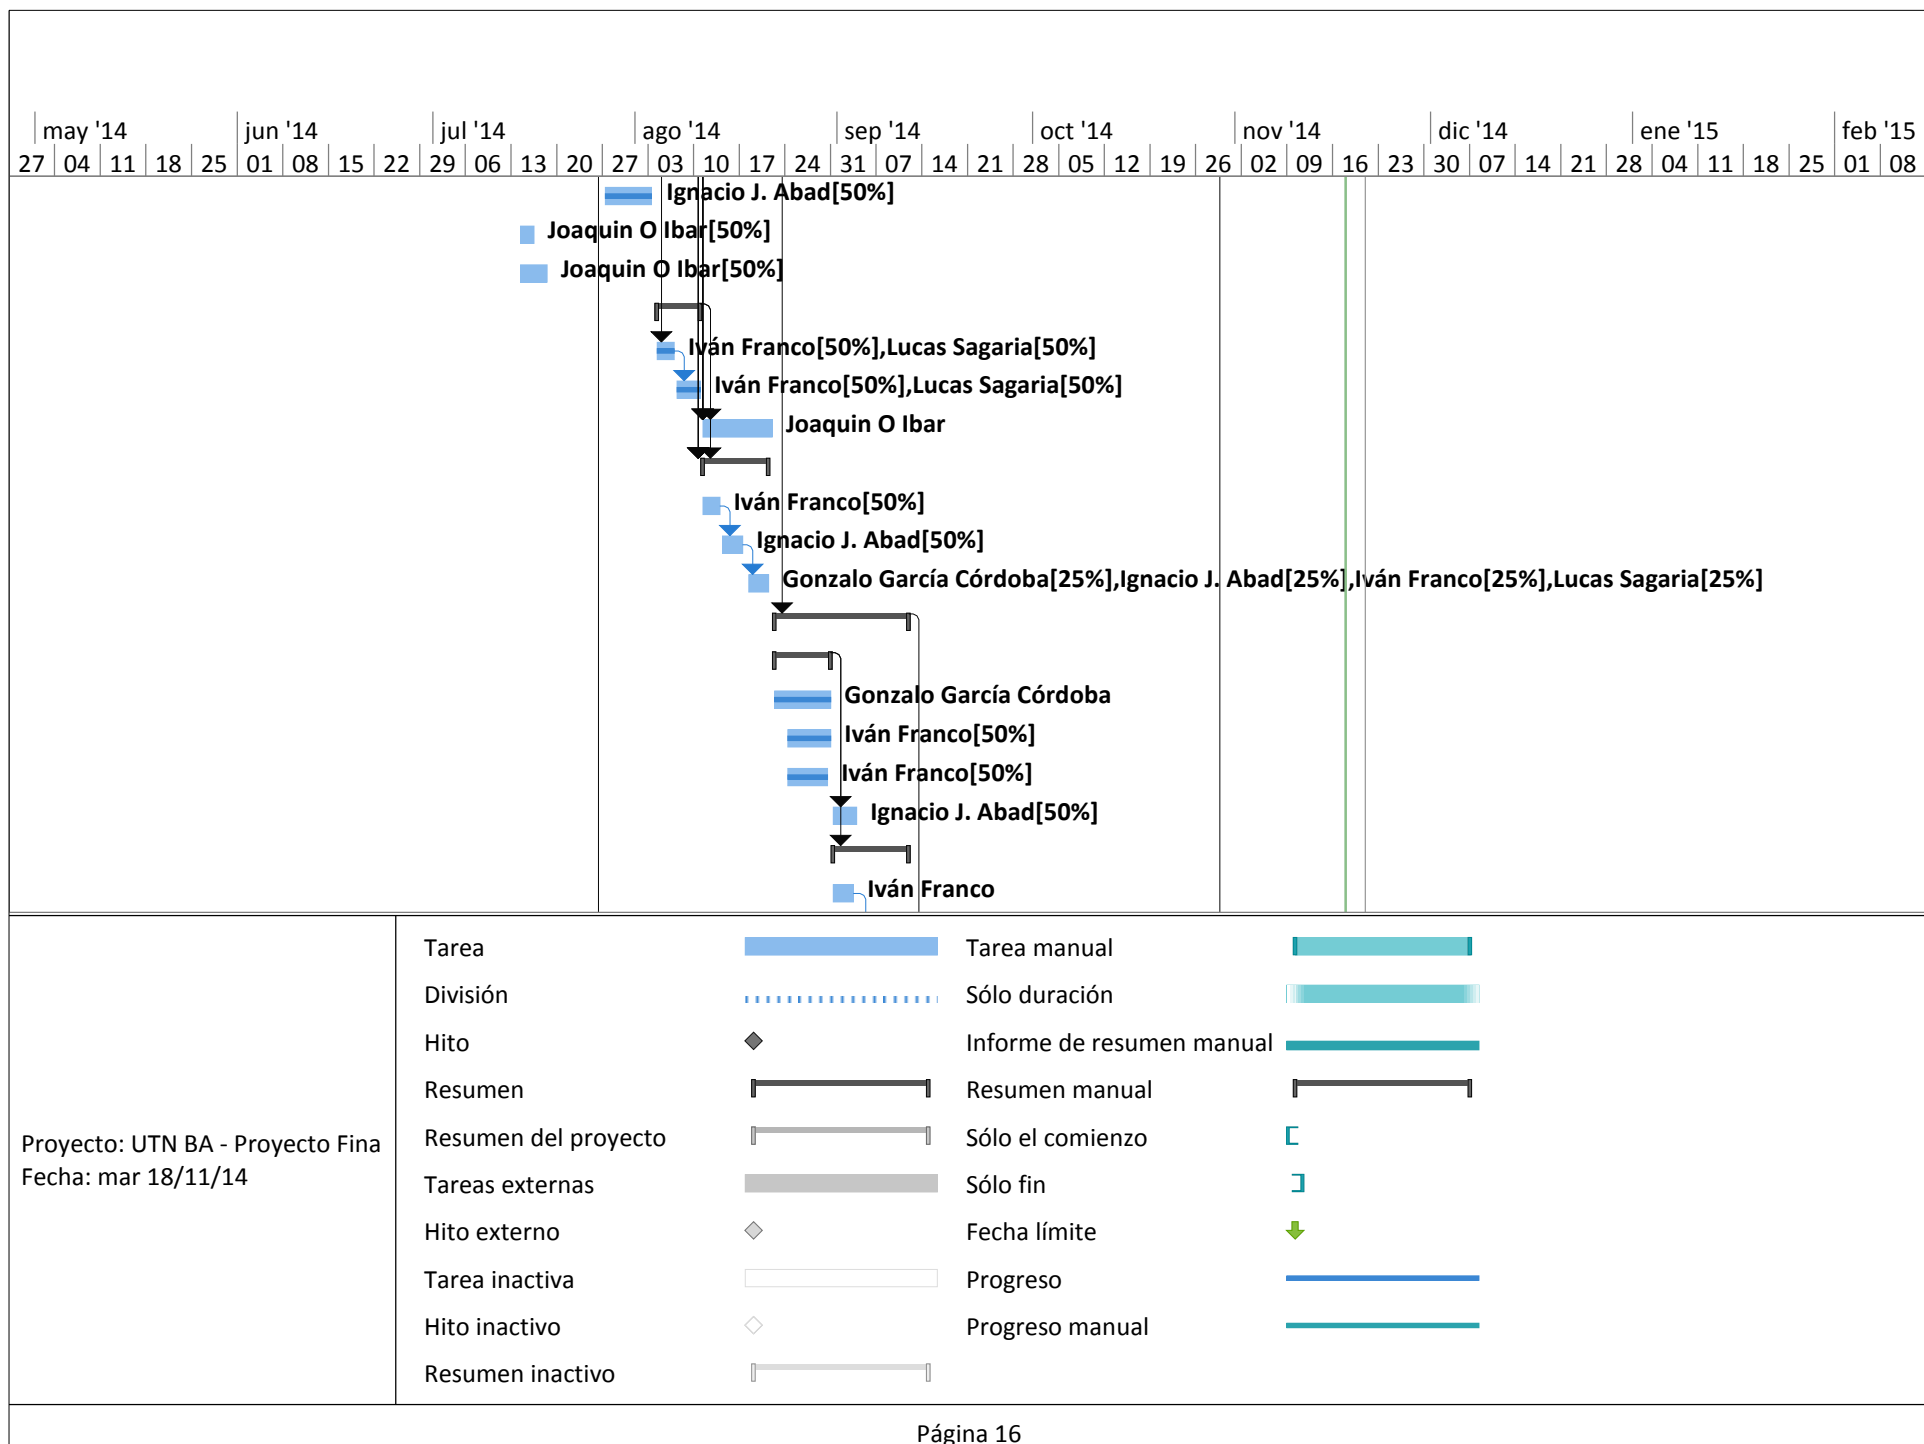 may '14 jun '14 jul '14 ago '14 sep '14 oct '14 nov '14 dic '14 ene '15 feb '15
27 04 11 18 25 01 08 15 22 29 06 13 20 27 03 10 17 24 31 07 14 21 28 05 12 19 26 02 09 16 23 30 07 14 21 28 04 11 18 25 01 08
Ignacio J. Abad[50%]
Joaquin O Ibar[50%]
Joaquin O Ibar[50%]
Iván Franco[50%],Lucas Sagaria[50%]
Iván Franco[50%],Lucas Sagaria[50%]
Joaquin O Ibar
Iván Franco[50%]
Ignacio J. Abad[50%]
Gonzalo García Córdoba[25%],Ignacio J. Abad[25%],Iván Franco[25%],Lucas Sagaria[25%]
Gonzalo García Córdoba
Iván Franco[50%]
Iván Franco[50%]
Ignacio J. Abad[50%]
Iván Franco
Proyecto: UTN BA - Proyecto Fina
Fecha: mar 18/11/14
Tarea
División
Hito
Resumen
Resumen del proyecto
Tareas externas
Hito externo
Tarea inactiva
Hito inactivo
Resumen inactivo
Tarea manual
Sólo duración
Informe de resumen manual
Resumen manual
Sólo el comienzo
Sólo fin
Fecha límite
Progreso
Progreso manual
Página 16